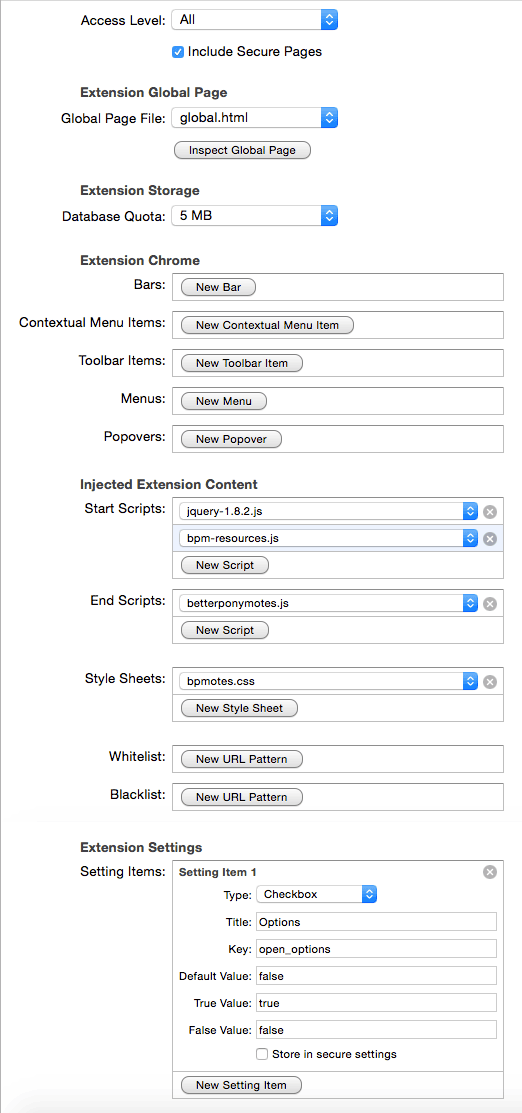 Access Level: All
Include Secure Pages
Extension Global Page
Global Page File: global.html
Inspect Global Page
Extension Storage
Database Quota: 5 MB
Extension Chrome
Bars: New Bar
Contextual Menu Items: New Contextual Menu Item
Toolbar Items: New Toolbar Item
Menus: New Menu
Popovers: New Popover
Injected Extension Content
Start Scripts: jquery-1.8.2.js
bpm-resources.js
New Script
End Scripts: betterponymotes.js
New Script
Style Sheets: bpmotes.css
New Style Sheet
Whitelist: New URL Pattern
Blacklist: New URL Pattern
Extension Settings
Setting Items: Setting Item 1
Type: Checkbox
Title: Options
Key: open_options
Default Value: false
True Value: true
False Value: false
Store in secure settings
New Setting Item